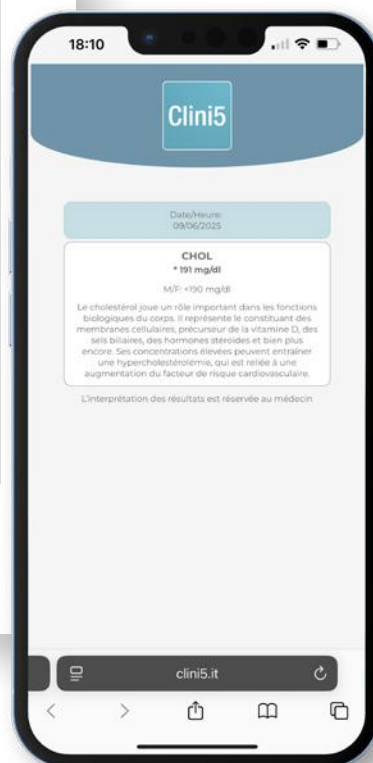 18:10
Clini5
Date/Heure:
09/06/2025
CHOL
* 191 mg/dl
M/F: <190 mg/dl
Le cholestérol joue un rôle important dans les fonctions
biologiques du corps. Il représente le constituant des
membranes cellulaires, précurseur de la vitamine D, des
sels biliaires, des hormones stéroïdes et bien plus
encore. Ses concentrations élevées peuvent entraîner
une hypercholestérolémie, qui est reliée à une
augmentation du facteur de risque cardiovasculaire.
L'interprétation des résultats est réservée au médecin
clini5.it